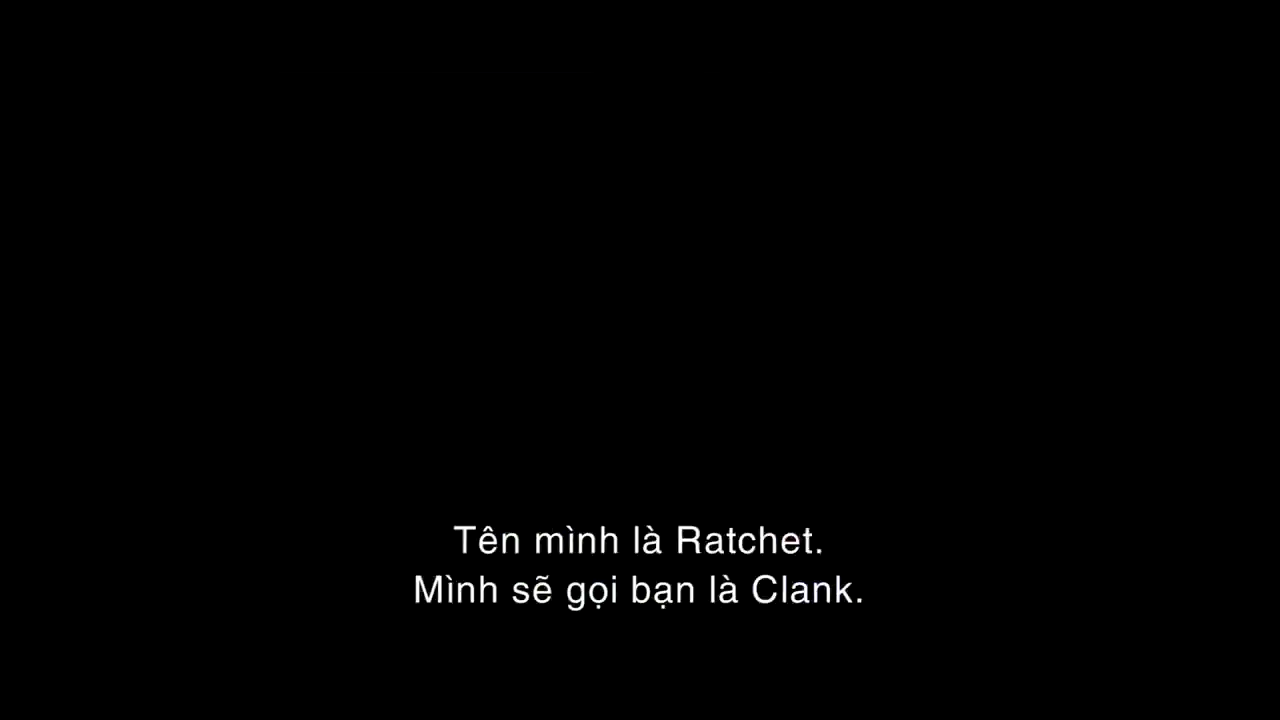 Tên mình là Ratchet.
Mình sẽ gọi bạn là Clank.